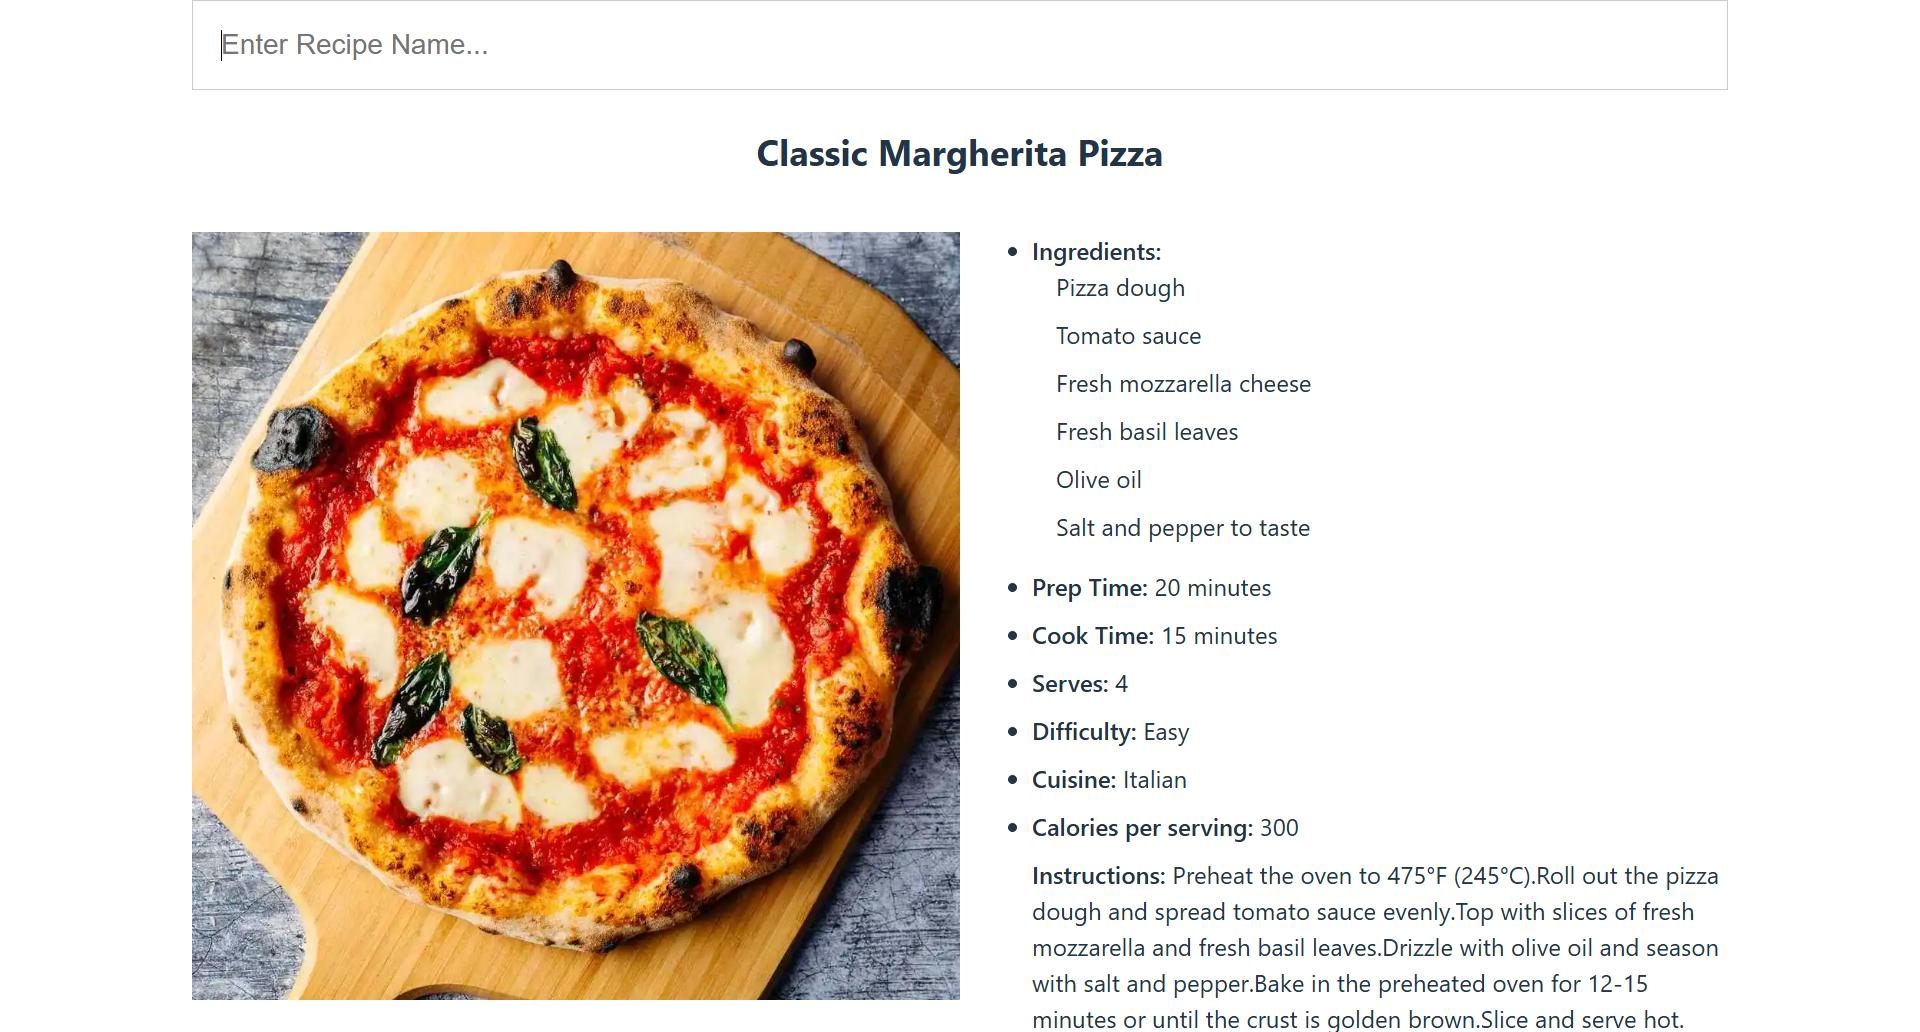 Enter Recipe Name...
Classic Margherita Pizza
Ingredients:
Pizza dough
Tomato sauce
Fresh mozzarella cheese
Fresh basil leaves
Olive oil
Salt and pepper to taste
Prep Time: 20 minutes
Cook Time: 15 minutes
Serves: 4
Difficulty: Easy
Cuisine: Italian
Calories per serving: 300
Instructions: Preheat the oven to 475°F (245°C).Roll out the pizza
dough and spread tomato sauce evenly.Top with slices of fresh
mozzarella and fresh basil leaves.Drizzle with olive oil and season
with salt and pepper.Bake in the preheated oven for 12-15
minutes or until the crust is golden brown.Slice and serve hot.